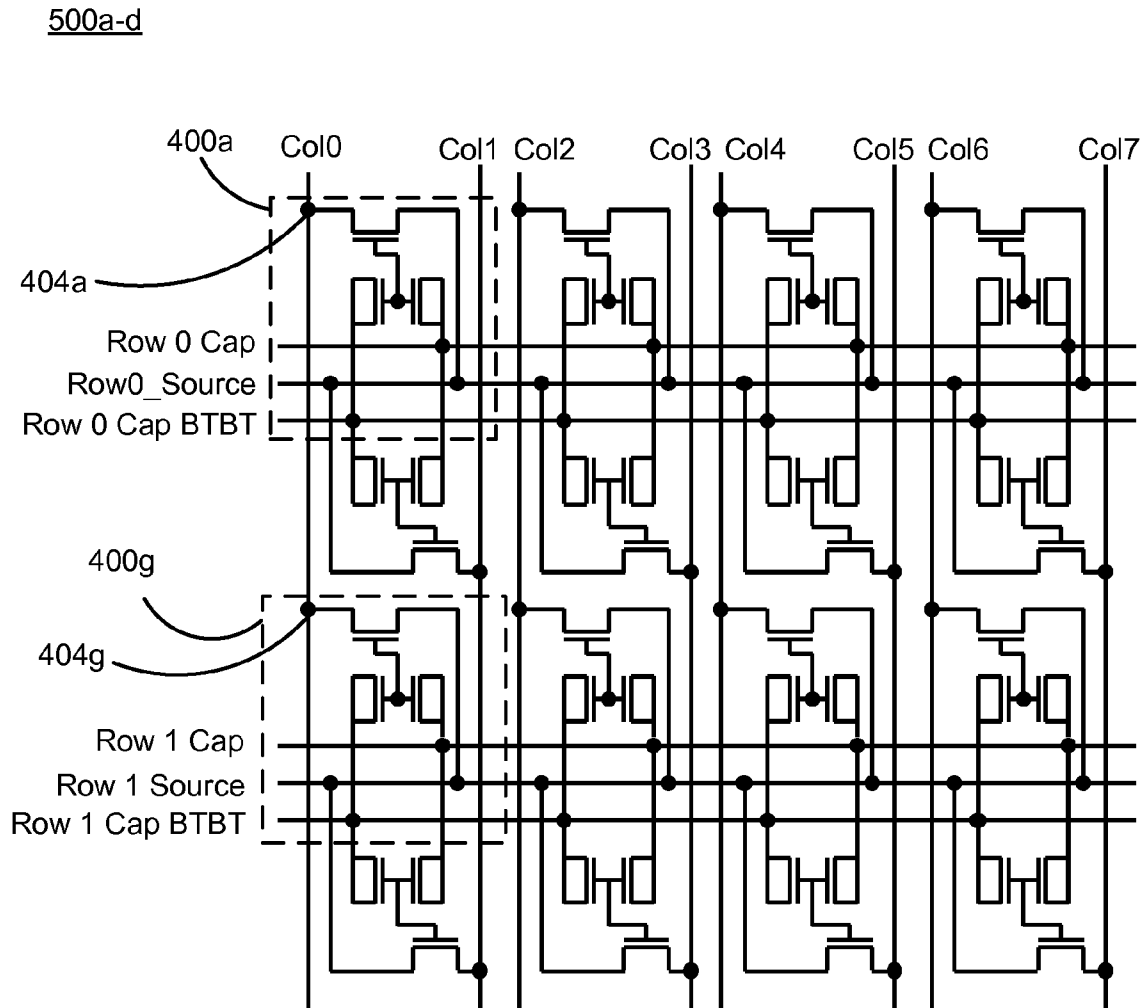 500a-d
400a
Col0 Col1 Col2 Col3 Col4 Col5 Col6 Col7
404a
Row 0 Cap
Row0_Source
Row 0 Cap BTBT
400g
404g
Row 1 Cap
Row 1 Source
Row 1 Cap BTBT